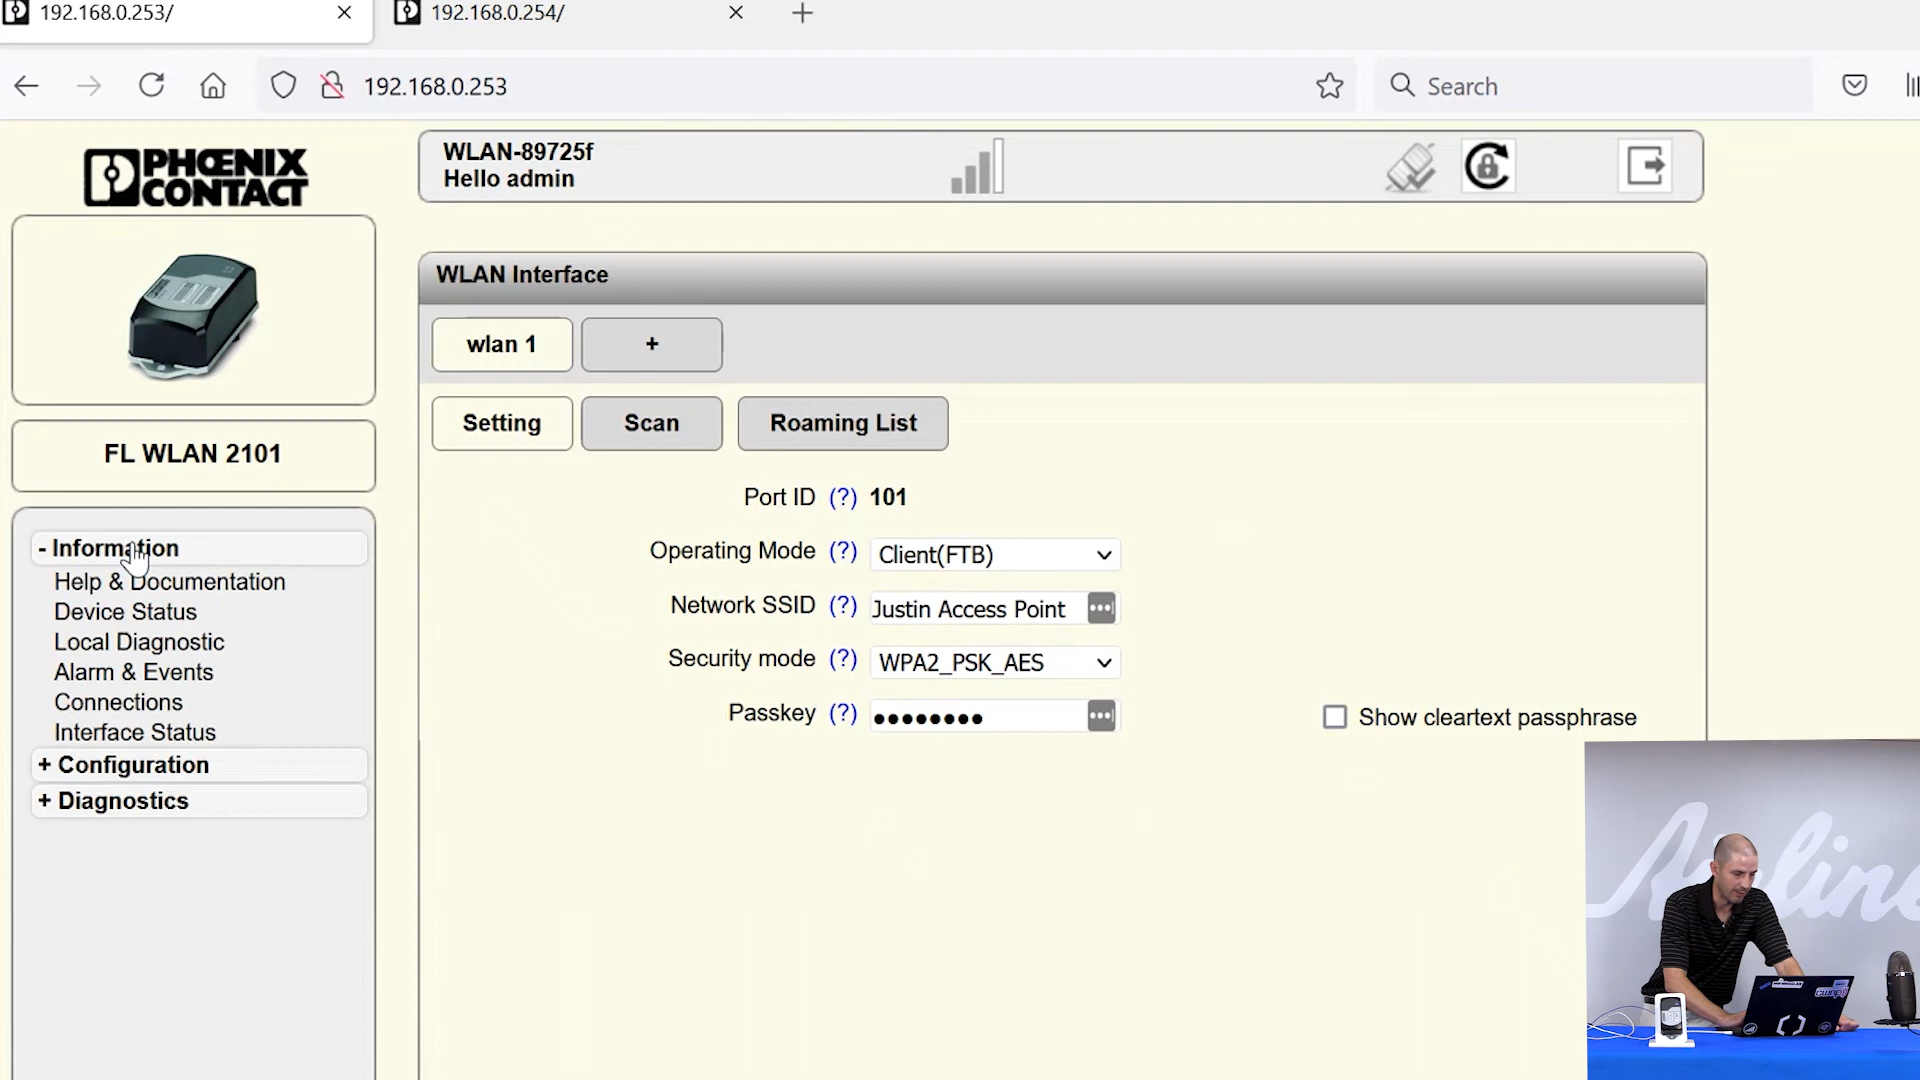 192.168.0.253/
192.168.0.254/
192.168.0.253
Search
PHŒNIX
CONTACT
WLAN-89725f
Hello admin
FL WLAN 2101
- Information
Help & Documentation
Device Status
Local Diagnostic
Alarm & Events
Connections
Interface Status
+ Configuration
+ Diagnostics
WLAN Interface
wlan 1
+
Setting
Scan
Roaming List
Port ID (?) 101
Operating Mode (?) Client(FTB)
Network SSID (?) Justin Access Point
Security mode (?) WPA2_PSK_AES
Passkey (?) ●●●●●●●●
Show cleartext passphrase